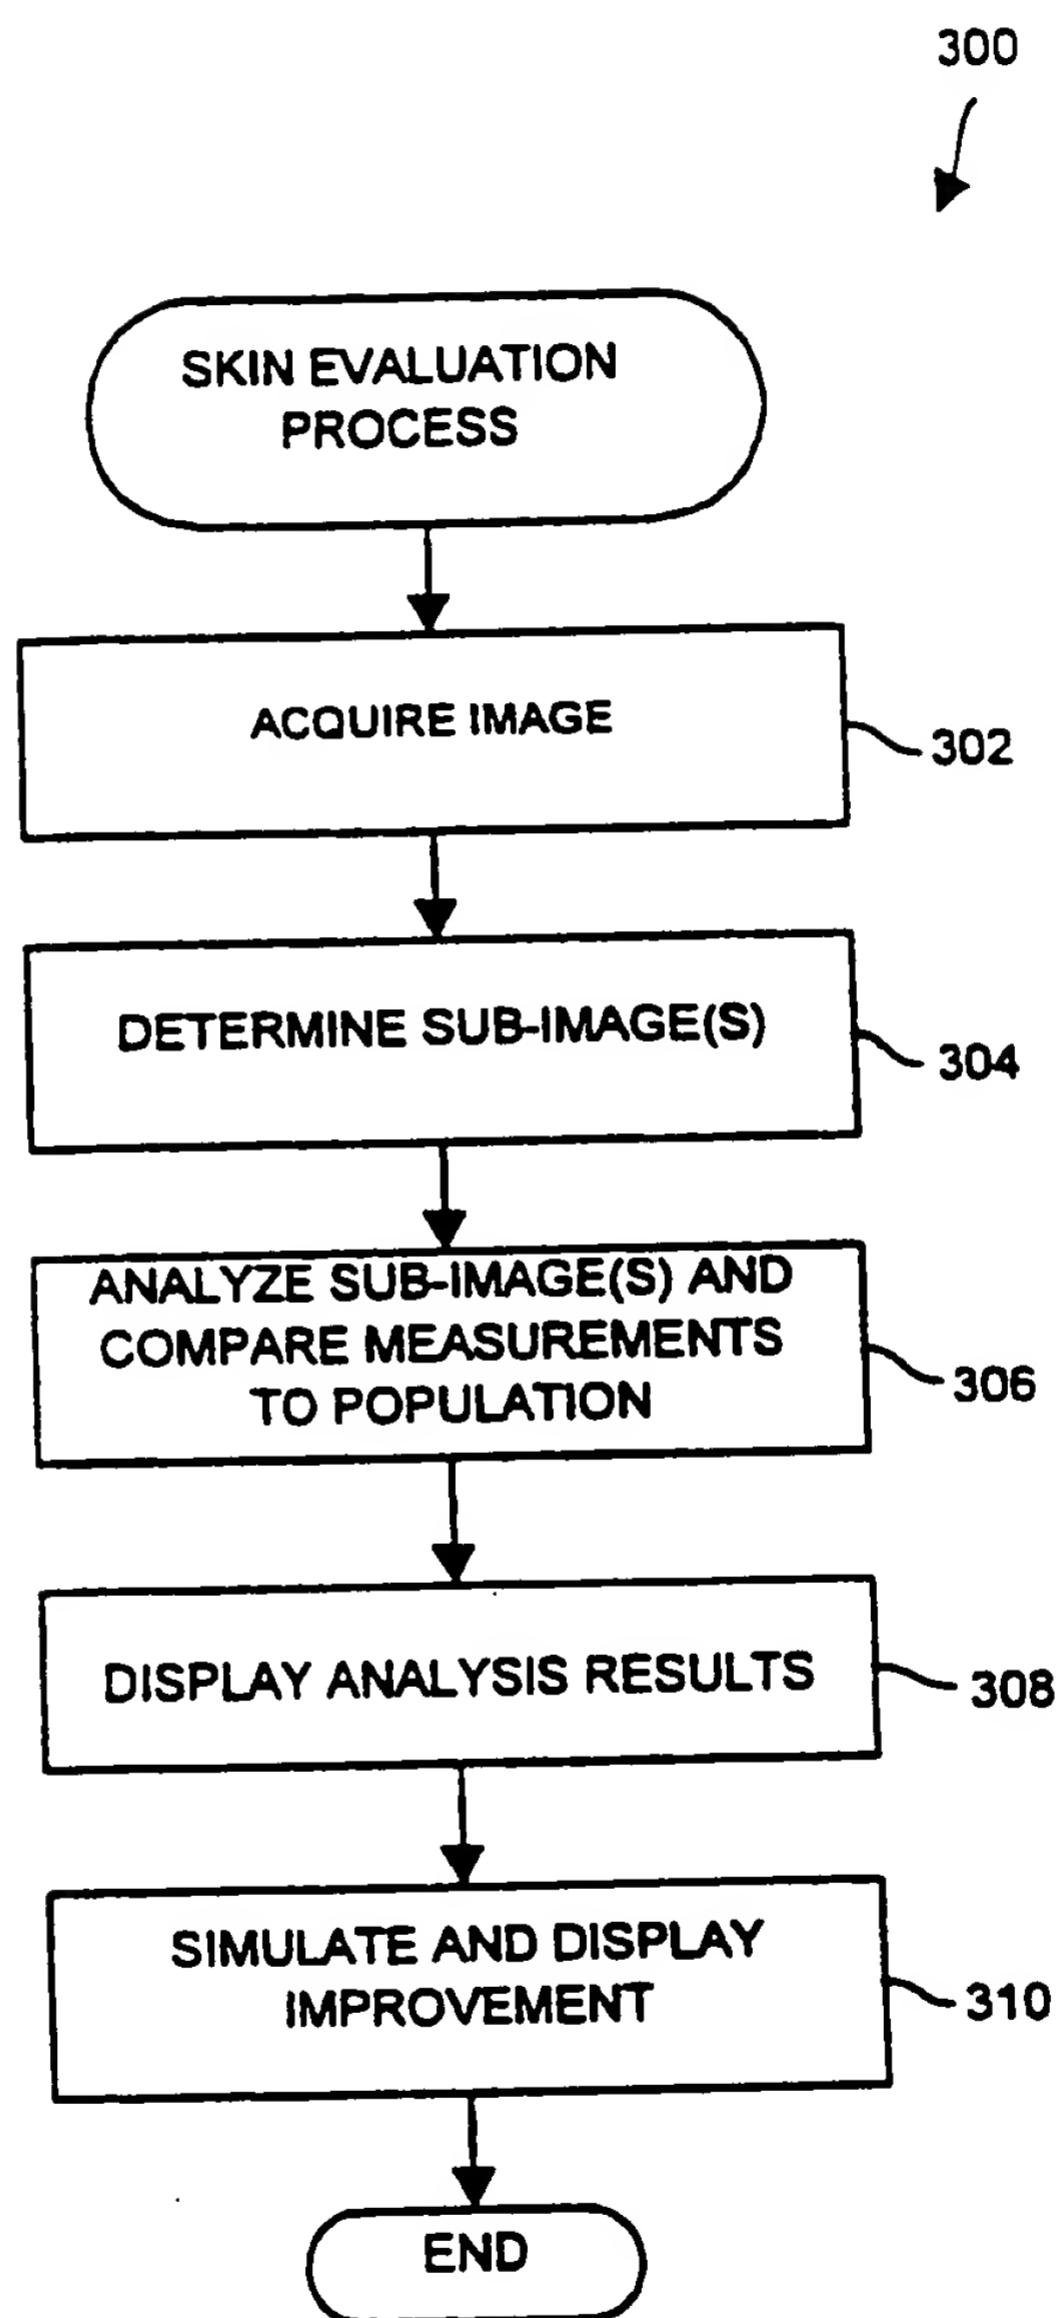 300
SKIN EVALUATION
PROCESS
ACQUIRE IMAGE
302
DETERMINE SUB-IMAGE(S)
304
ANALYZE SUB-IMAGE(S) AND
COMPARE MEASUREMENTS
TO POPULATION
306
DISPLAY ANALYSIS RESULTS
308
SIMULATE AND DISPLAY
IMPROVEMENT
310
END